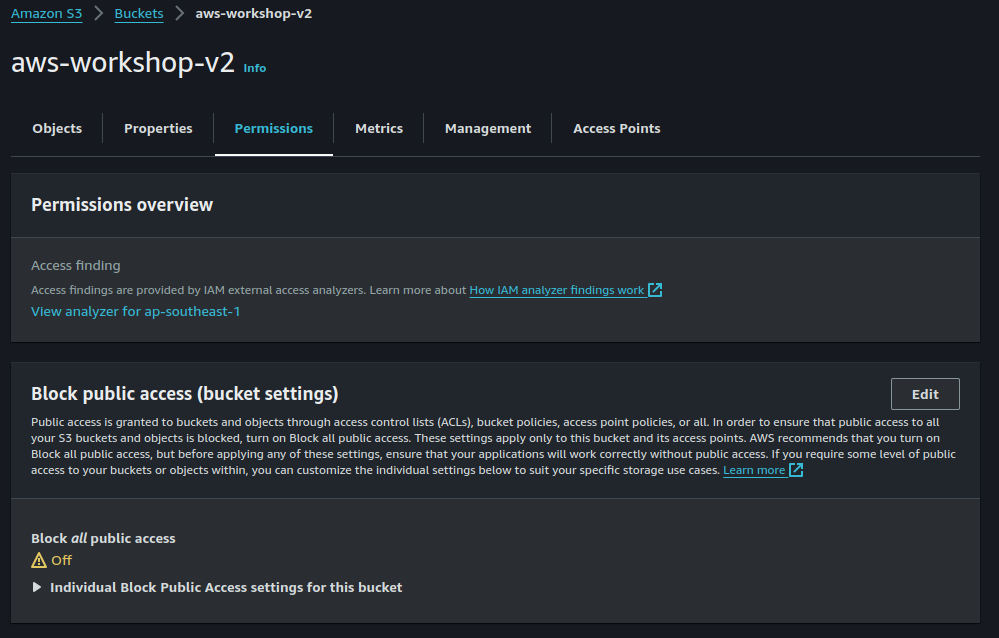 Amazon S3 > Buckets > aws-workshop-v2
aws-workshop-v2 Info
Objects Properties Permissions Metrics Management Access Points
Permissions overview
Access finding
Access findings are provided by IAM external access analyzers. Learn more about How IAM analyzer findings work
View analyzer for ap-southeast-1
Block public access (bucket settings) Edit
Public access is granted to buckets and objects through access control lists (ACLs), bucket policies, access point policies, or all. In order to ensure that public access to all
your S3 buckets and objects is blocked, turn on Block all public access. These settings apply only to this bucket and its access points. AWS recommends that you turn on
Block all public access, but before applying any of these settings, ensure that your applications will work correctly without public access. If you require some level of public
access to your buckets or objects within, you can customize the individual settings below to suit your specific storage use cases. Learn more
Block all public access
Off
Individual Block Public Access settings for this bucket